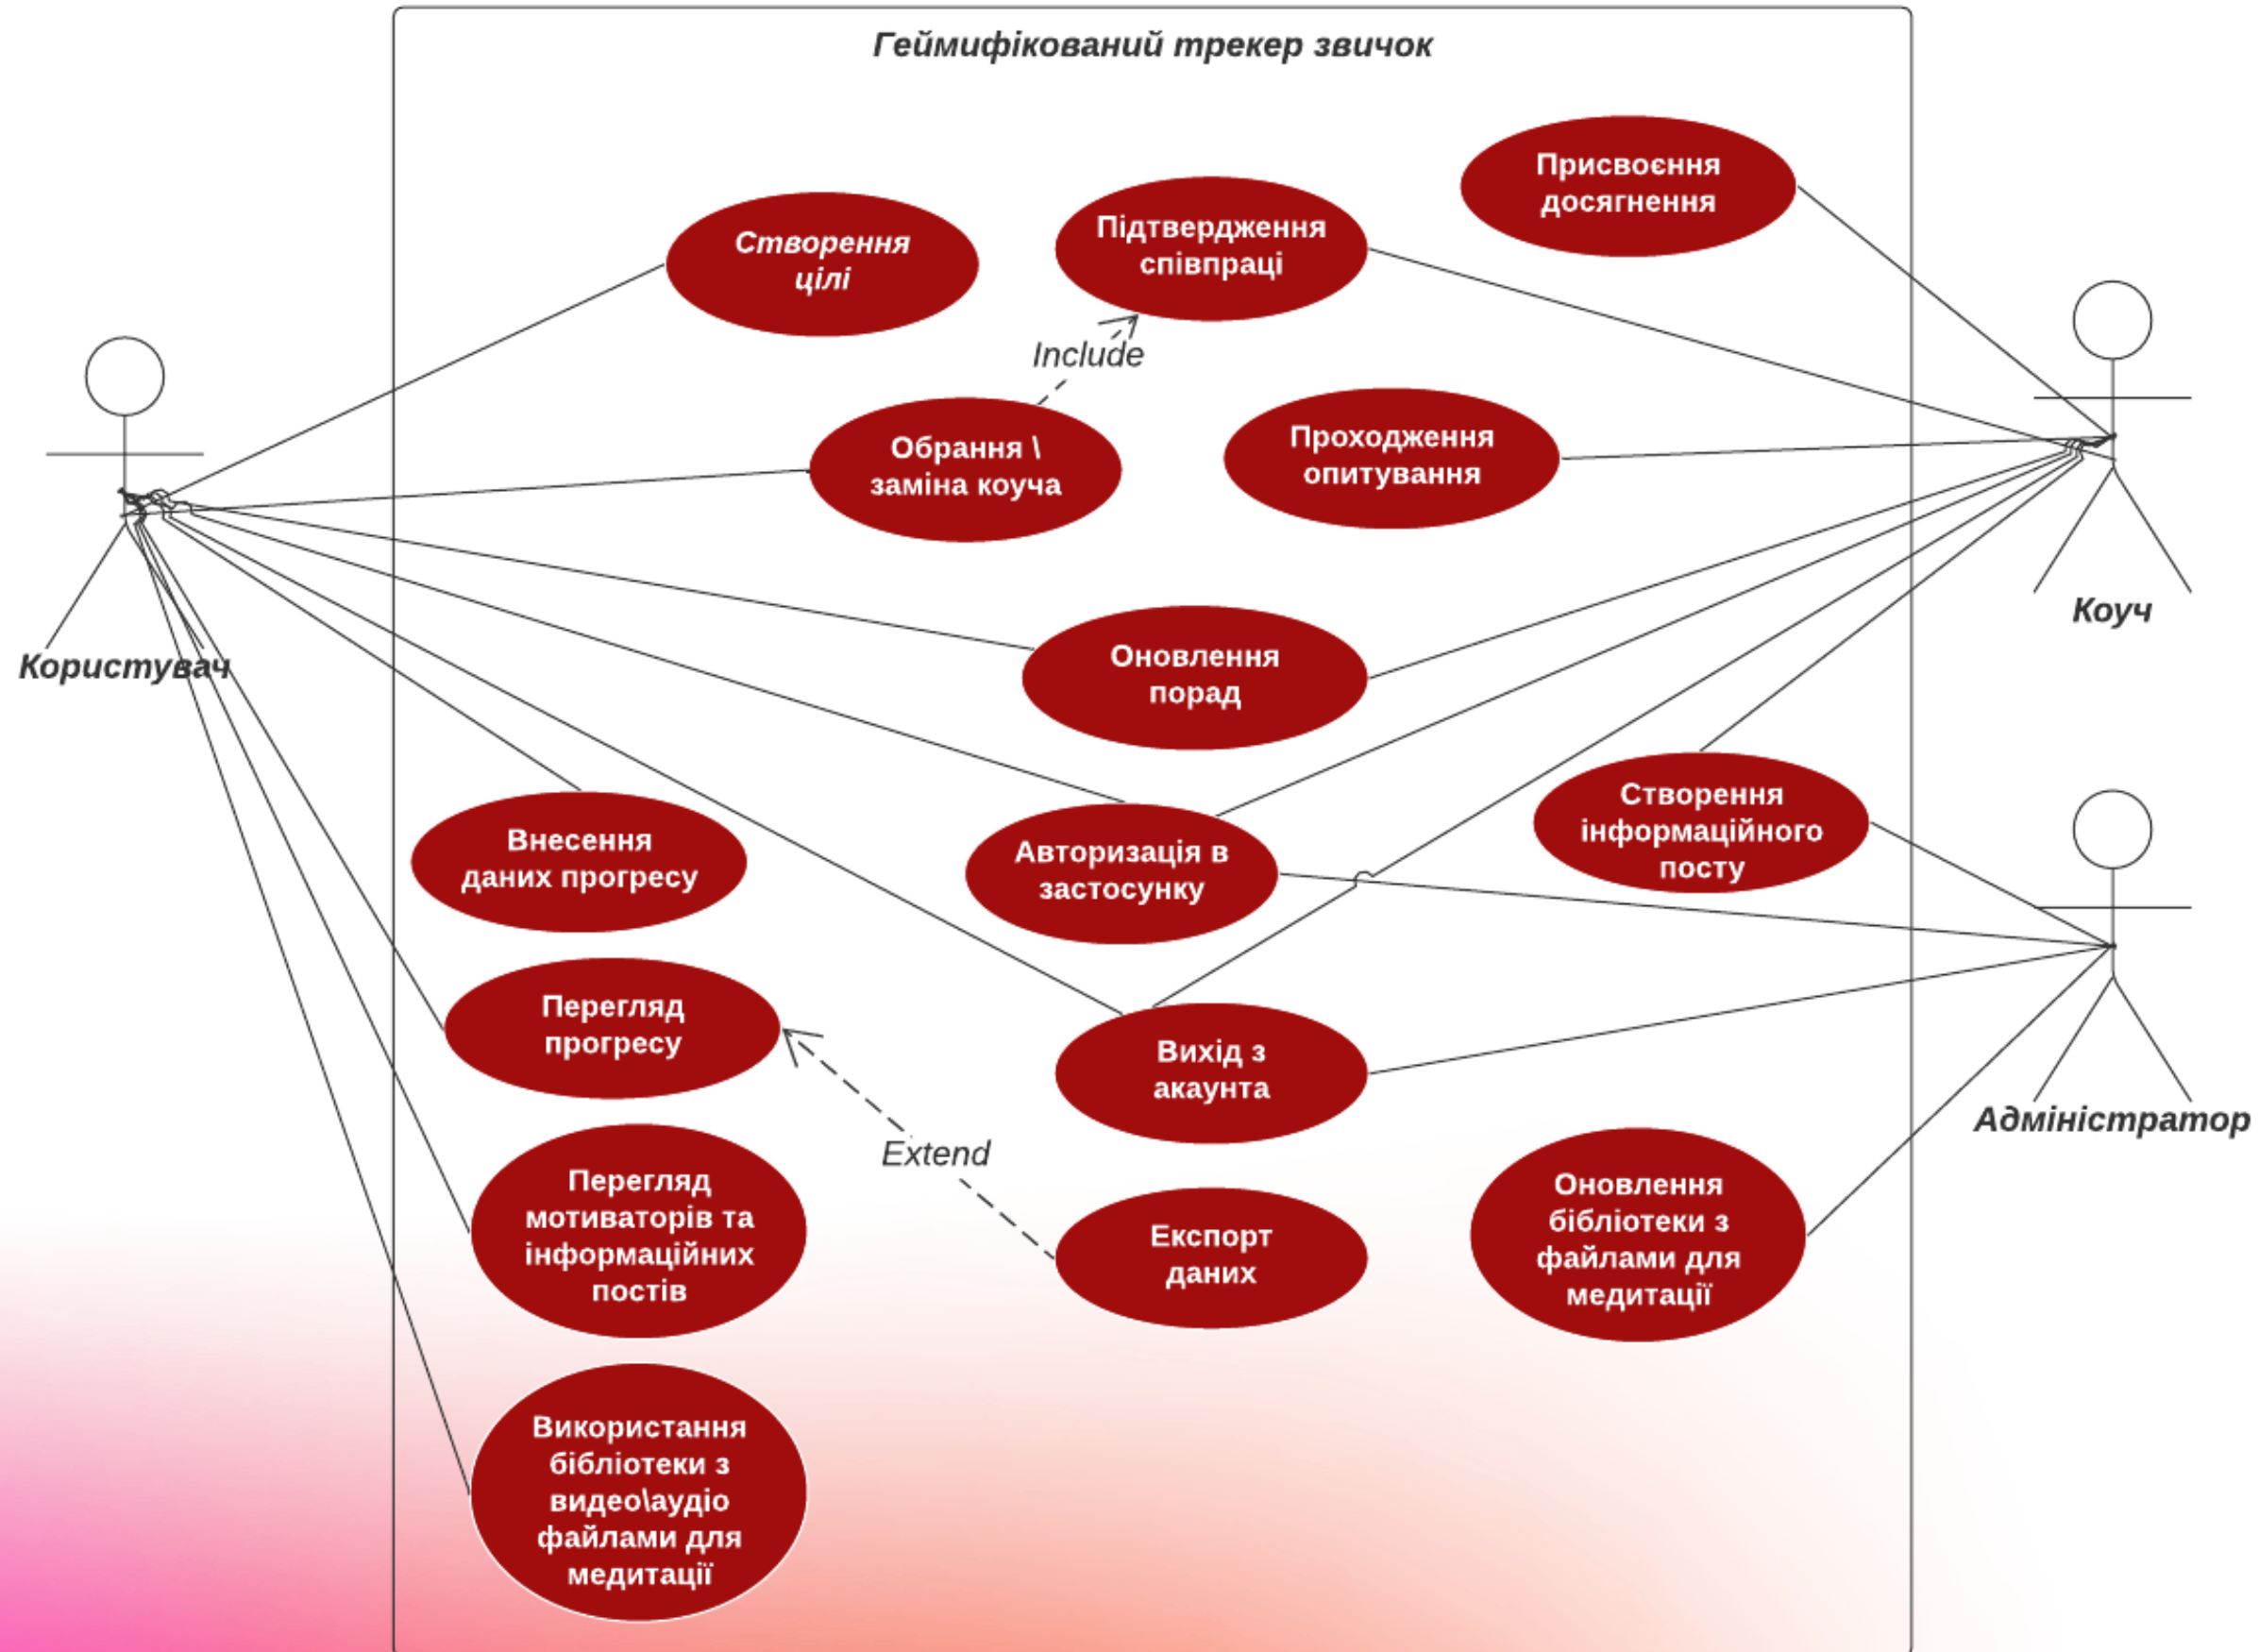 Геймифікований трекер звичок
Присвоєння
досягнення
Підтвердження
співпраці
Створення
цілі
Include
Обрання \
заміна коуча
Проходження
опитування
Коуч
Користувач
Оновлення
порад
Створення
інформаційного
посту
Внесення
даних прогресу
Авторизація в
застосунку
Перегляд
прогресу
Вихід з
акаунта
Адміністратор
Extend
Перегляд
мотиваторів та
інформаційних
постів
Експорт
даних
Оновлення
бібліотеки з
файлами для
медитації
Використання
бібліотеки з
видео\аудіо
файлами для
медитації